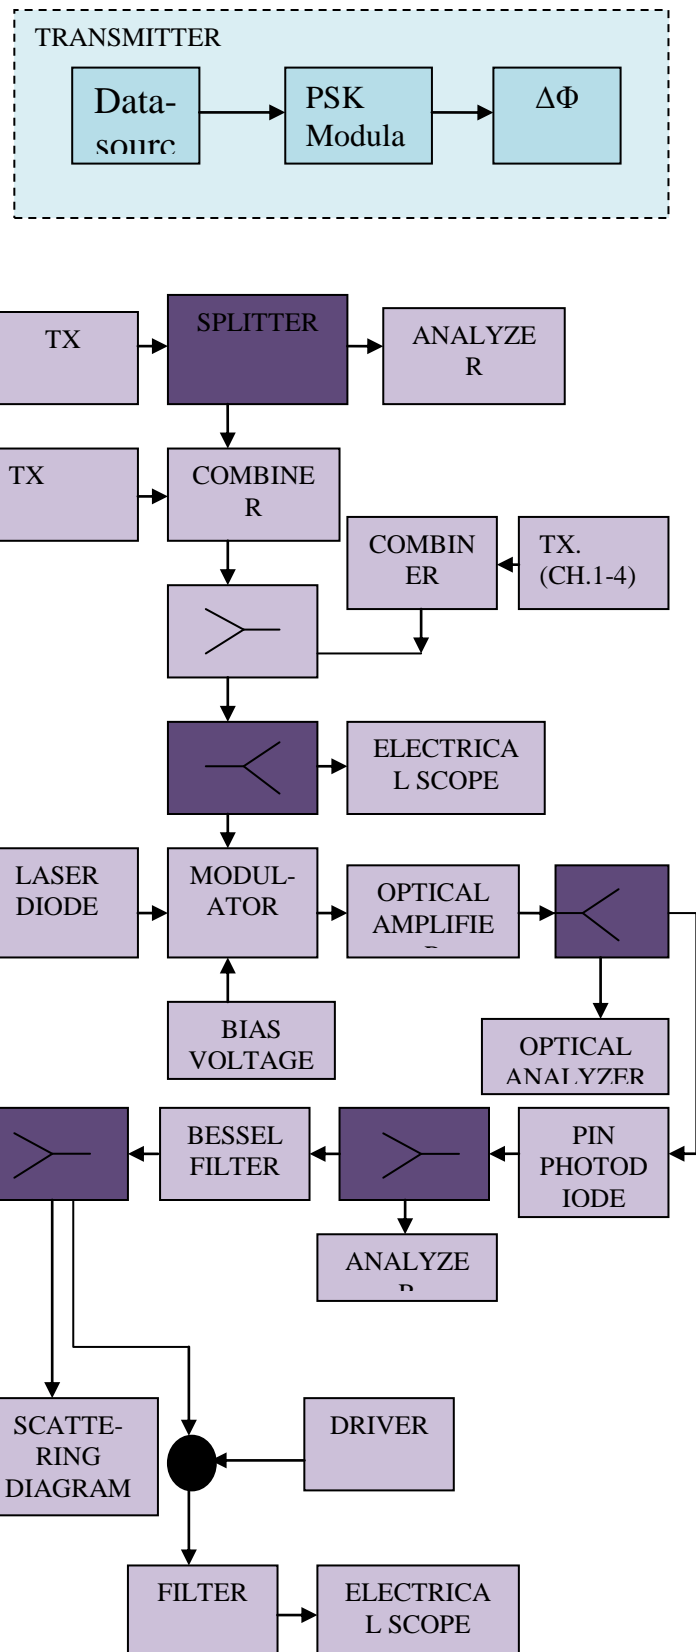 TRANSMITTER
Data-
sourc
PSK
Modula
ΔΦ
TX
SPLITTER
ANALYZE
R
TX
COMBINE
R
COMBIN
ER
TX.
(CH.1-4)
ELECTRICA
L SCOPE
LASER
DIODE
MODUL-
ATOR
OPTICAL
AMPLIFIE
BIAS
VOLTAGE
OPTICAL
ANALYZER
BESSEL
FILTER
PIN
PHOTOD
IODE
ANALYZE
SCATTE-
RING
DIAGRAM
DRIVER
FILTER
ELECTRICA
L SCOPE